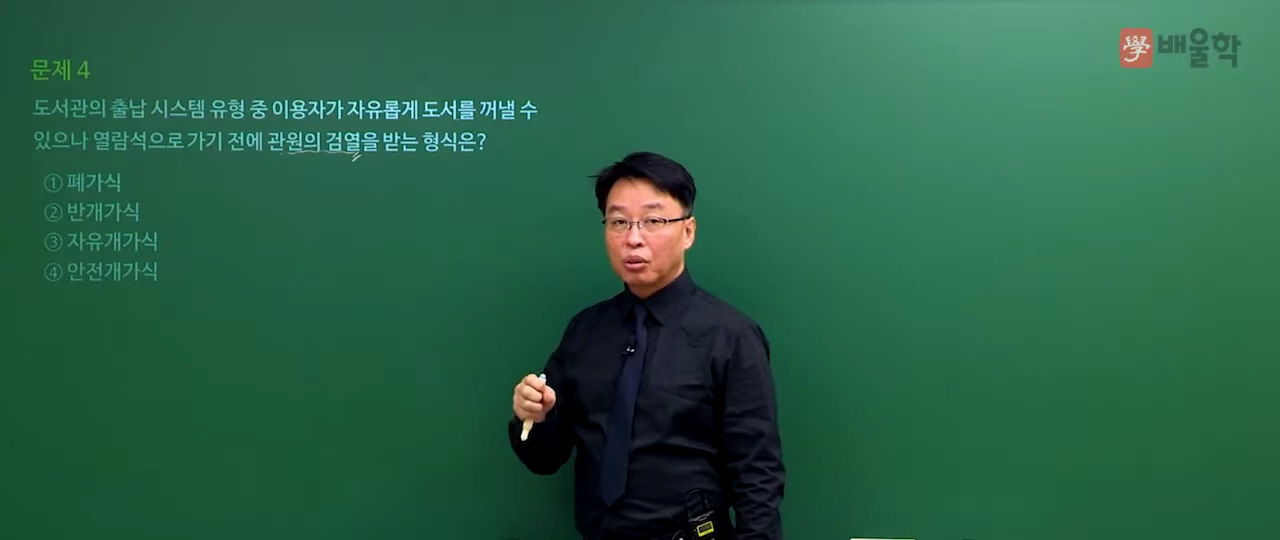 學 배울학
문제 4
도서관의 출납 시스템 유형 중 이용자가 자유롭게 도서를 꺼낼 수
있으나 열람석으로 가기 전에 관원의 검열을 받는 형식은?
① 폐가식
② 반개가식
③ 자유개가식
④ 안전개가식